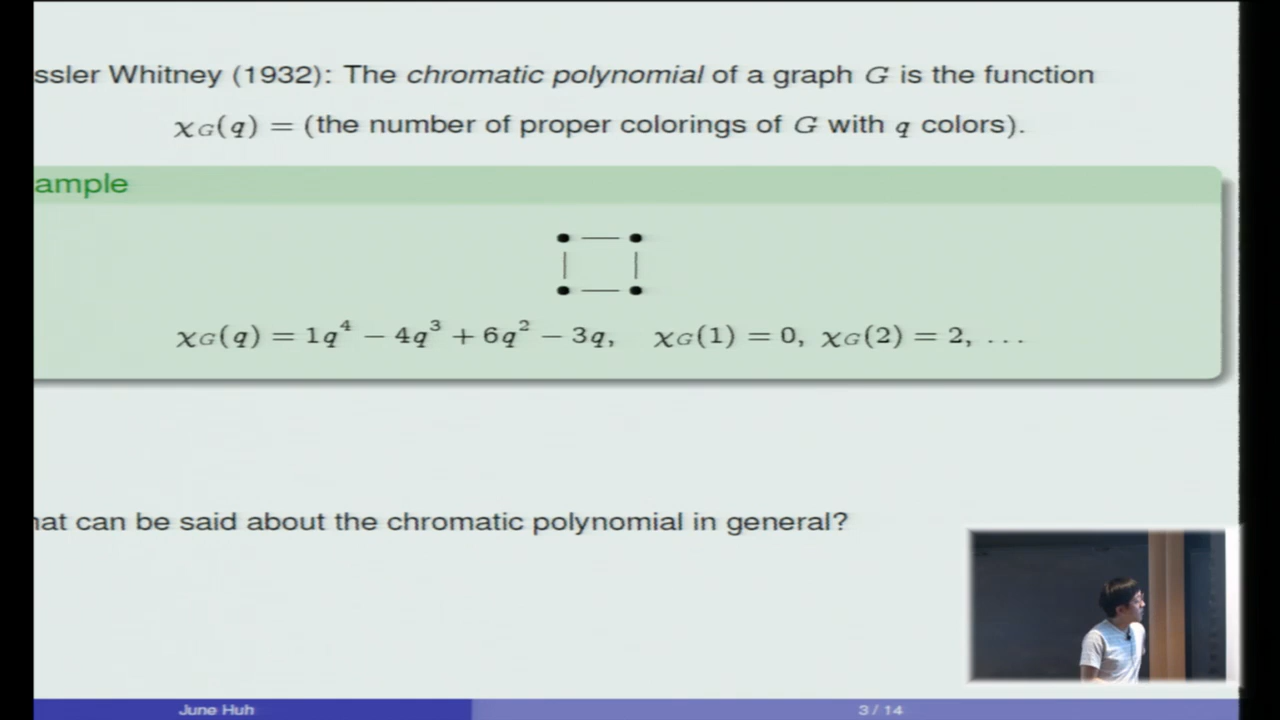 ssler Whitney (1932): The chromatic polynomial of a graph G is the function
χG(q) = (the number of proper colorings of G with q colors).
ample
χG(q) = 1q⁴ − 4q³ + 6q² − 3q, χG(1) = 0, χG(2) = 2, ...
hat can be said about the chromatic polynomial in general?
June Huh
3 / 14